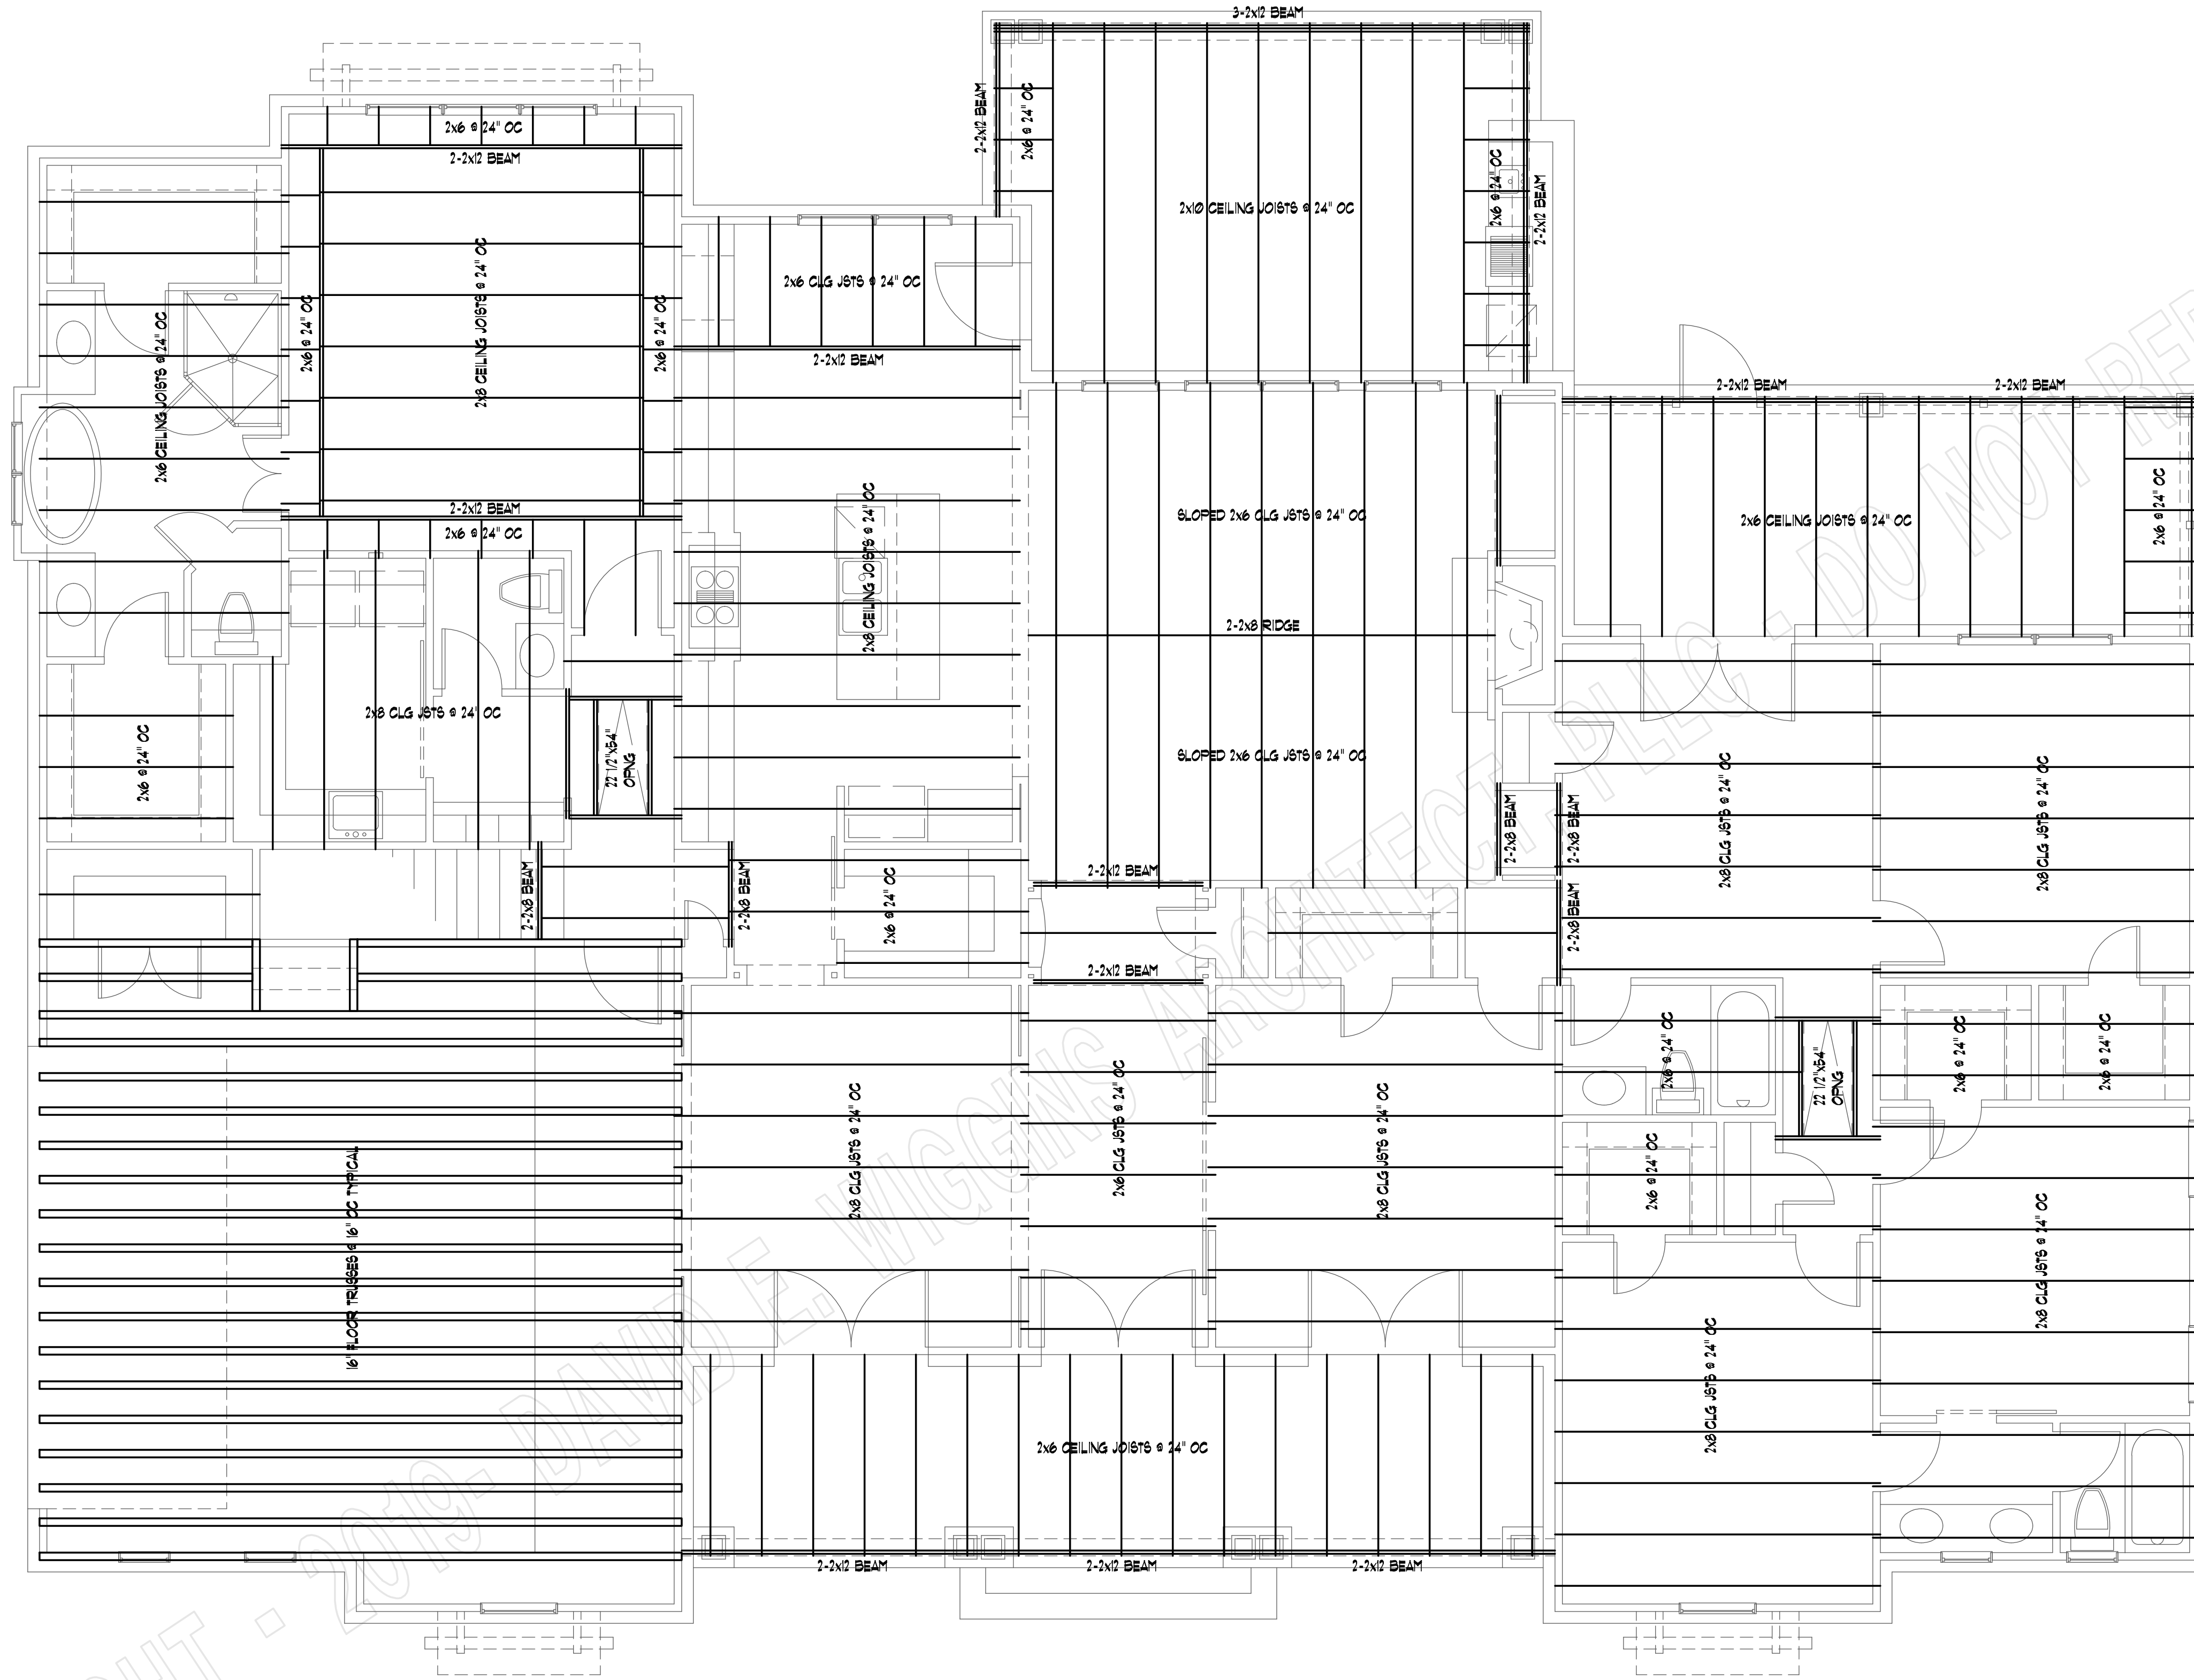 3-2x12 BEAM
2-2x12 BEAM
2x6 @ 24" OC
2x6 @ 24" OC
2-2x12 BEAM
2x10 CEILING JOISTS @ 24" OC
2x6 @ 24" OC
2-2x12 BEAM
2x6 CEILING JOISTS @ 24" OC
2x6 @ 24" OC
2x8 CEILING JOISTS @ 24" OC
2x6 @ 24" OC
2x6 CLG JSTS @ 24" OC
2-2x12 BEAM
2-2x12 BEAM
2-2x12 BEAM
2-2x12 BEAM
2x6 @ 24" OC
2x8 CEILING JOISTS @ 24" OC
SLOPED 2x6 CLG JSTS @ 24" OC
2x6 CEILING JOISTS @ 24" OC
2x6 @ 24" OC
2-2x8 RIDGE
2x8 CLG JSTS @ 24" OC
22 1/2"x54"
OPNG
2x6 @ 24" OC
SLOPED 2x6 CLG JSTS @ 24" OC
2-2x8 BEAM
2-2x8 BEAM
2x8 CLG JSTS @ 24" OC
2x8 CLG JSTS @ 24" OC
2-2x8 BEAM
2-2x8 BEAM
2x6 @ 24" OC
2-2x12 BEAM
2-2x8 BEAM
2-2x12 BEAM
2x6 @ 24" OC
22 1/2"x54"
OPNG
2x6 @ 24" OC
2x6 @ 24" OC
2x8 CLG JSTS @ 24" OC
2x6 CLG JSTS @ 24" OC
2x8 CLG JSTS @ 24" OC
2x6 @ 24" OC
16" FLOOR TRUSSES @ 16" OC TYPICAL
2x8 CLG JSTS @ 24" OC
2x8 CLG JSTS @ 24" OC
2x6 CEILING JOISTS @ 24" OC
2-2x12 BEAM
2-2x12 BEAM
2-2x12 BEAM
- 2019- DAVID E. WIGGINS ARCHITECT, PLLC - DO NOT